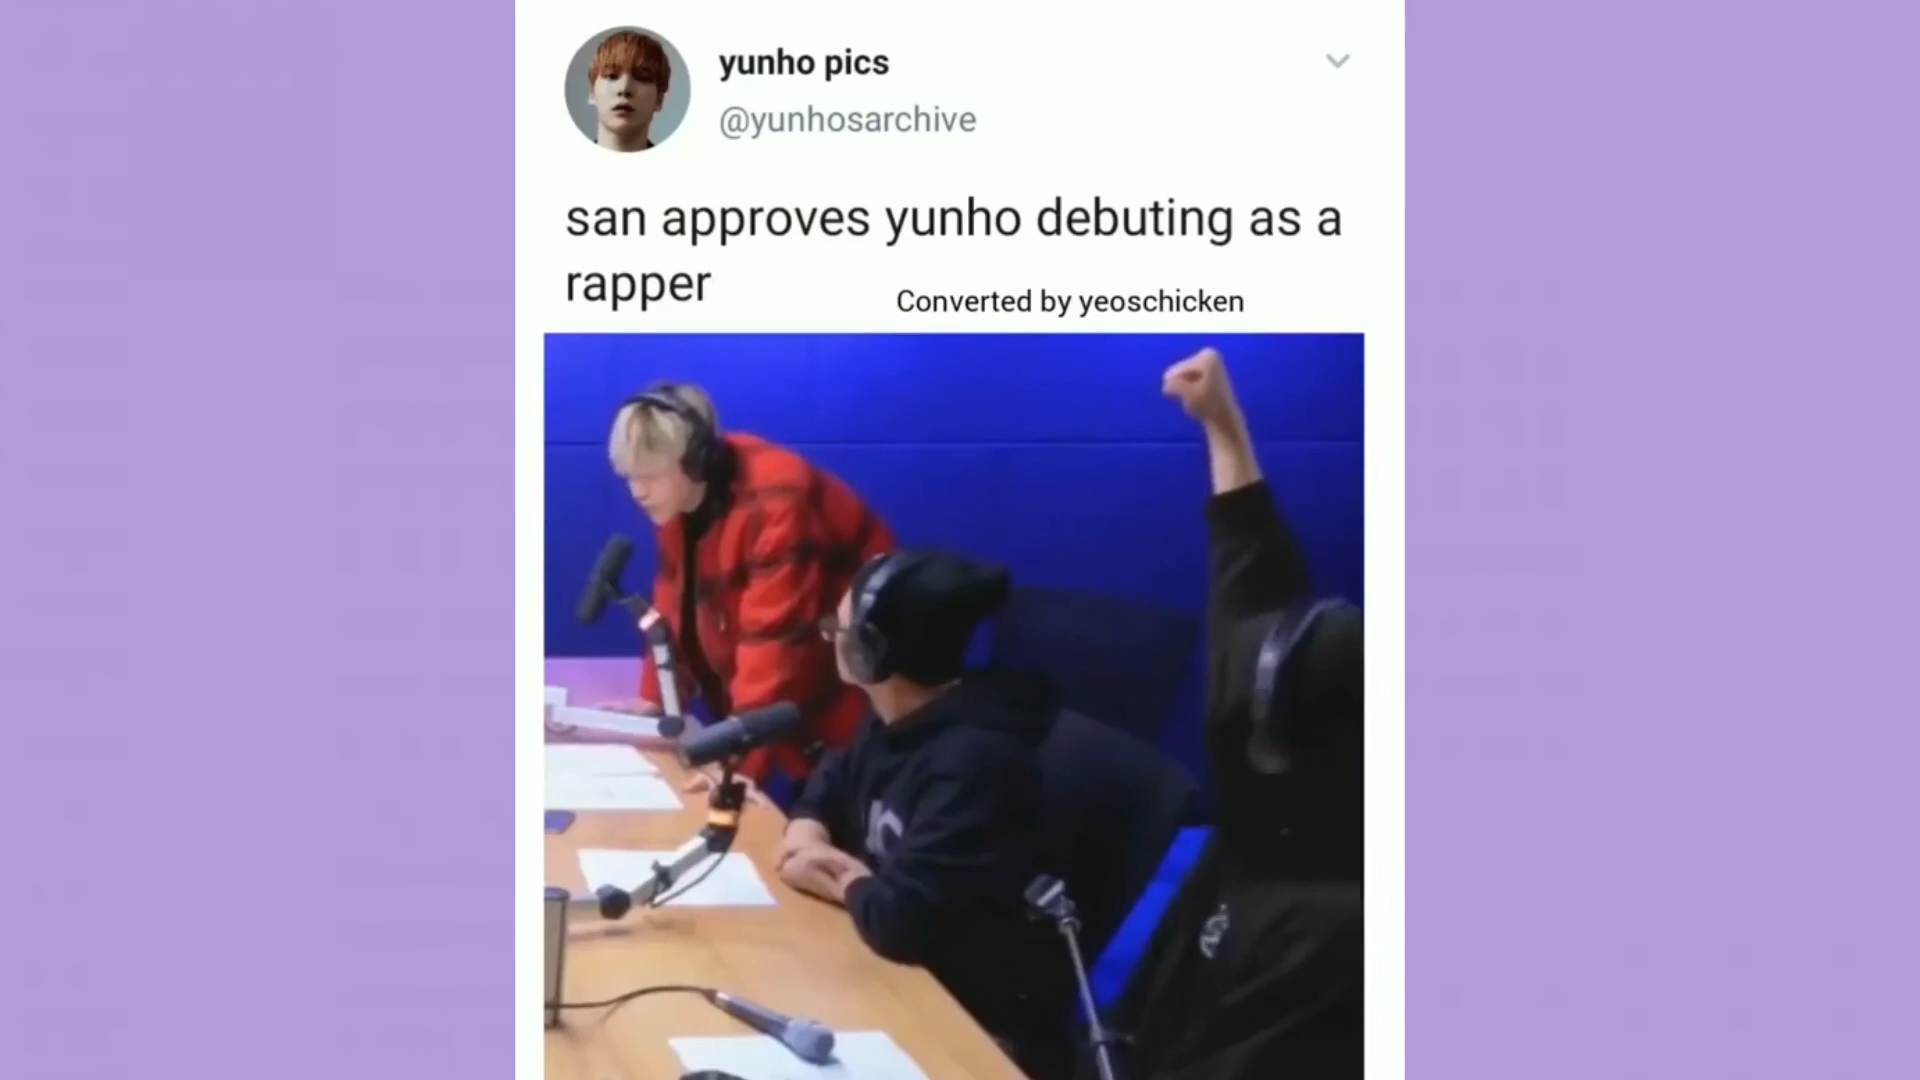 yunho pics
@yunhosarchive
san approves yunho debuting as a
rapper
Converted by yeoschicken